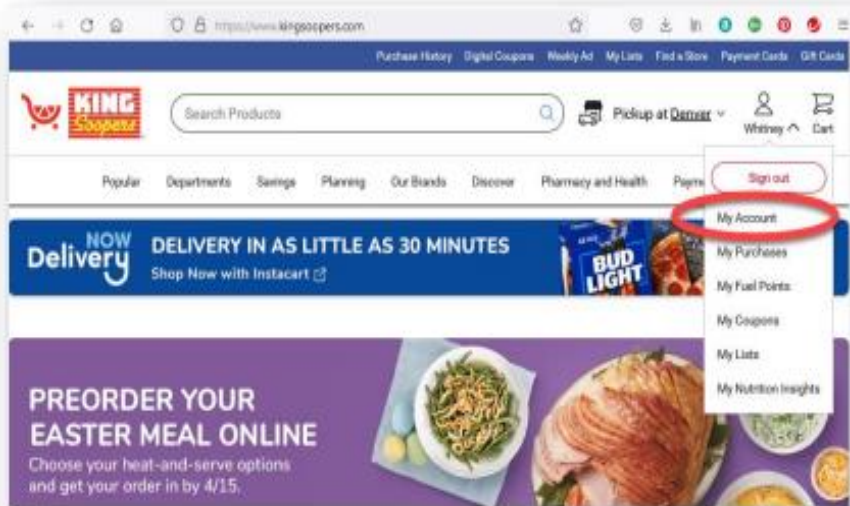 https://www.kingsoopers.com
Purchase History Digital Coupons Weekly Ad My Lists Find a Store Payment Cards Gift Cards
KING
Soopers
Search Products
Pickup at Denver
Whitney
Cart
Popular Departments Savings Planning Our Brands Discover Pharmacy and Health
Sign out
My Account
My Purchases
My Fuel Points
My Coupons
My Lists
My Nutrition Insights
Delivery NOW
DELIVERY IN AS LITTLE AS 30 MINUTES
Shop Now with Instacart
BUD
LIGHT
PREORDER YOUR
EASTER MEAL ONLINE
Choose your heat-and-serve options
and get your order in by 4/15.